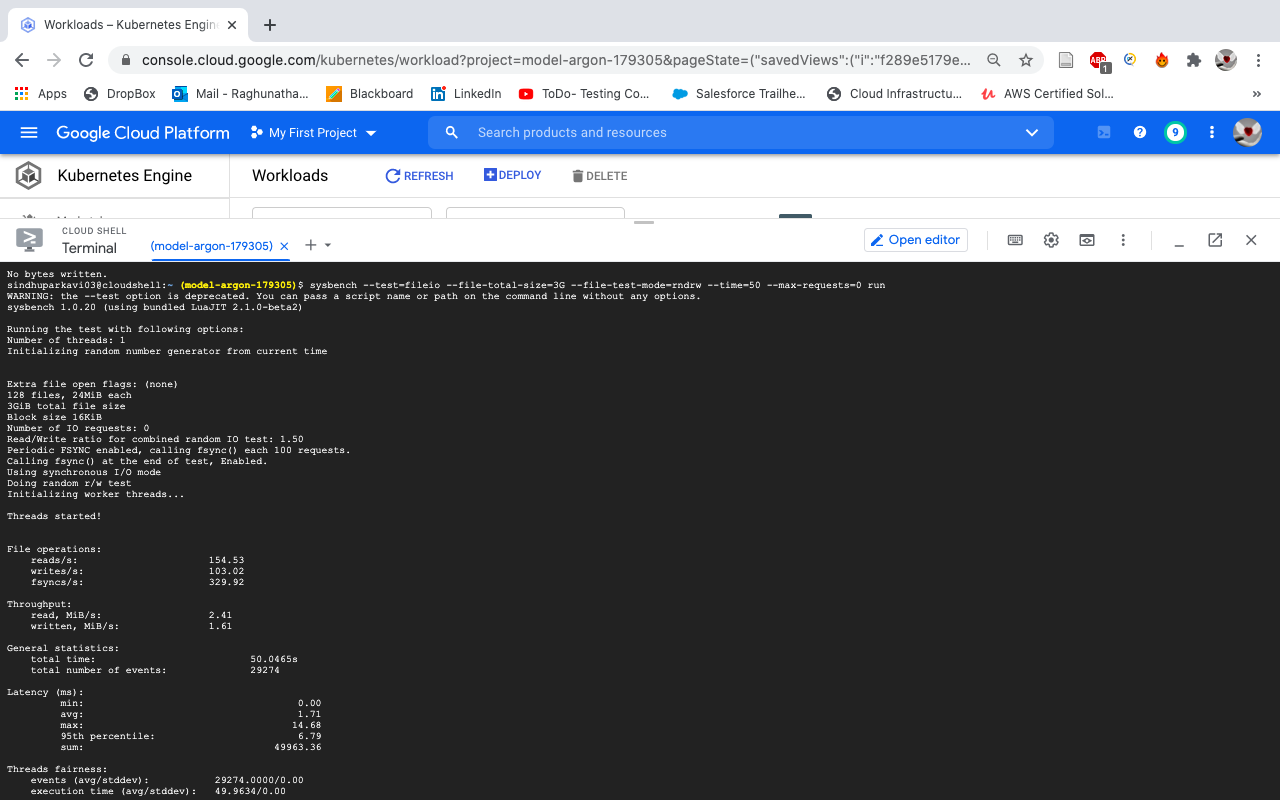 Workloads – Kubernetes Engin
console.cloud.google.com/kubernetes/workload?project=model-argon-179305&pageState=("savedViews":("i":"f289e5179e...
ABP
1
Apps
DropBox
Mail - Raghunatha...
Blackboard
LinkedIn
ToDo- Testing Co...
Salesforce Trailhe...
Cloud Infrastructu...
AWS Certified Sol...
»
Google Cloud Platform
My First Project
Search products and resources
9
Kubernetes Engine
Workloads
REFRESH
DEPLOY
DELETE
CLOUD SHELL
Terminal
(model-argon-179305)
Open editor
No bytes written.
sindhuparkavi03@cloudshell:~ (model-argon-179305)$ sysbench --test=fileio --file-total-size=3G --file-test-mode=rndrw --time=50 --max-requests=0 run
WARNING: the --test option is deprecated. You can pass a script name or path on the command line without any options.
sysbench 1.0.20 (using bundled LuaJIT 2.1.0-beta2)
Running the test with following options:
Number of threads: 1
Initializing random number generator from current time
Extra file open flags: (none)
128 files, 24MiB each
3GiB total file size
Block size 16KiB
Number of IO requests: 0
Read/Write ratio for combined random IO test: 1.50
Periodic FSYNC enabled, calling fsync() each 100 requests.
Calling fsync() at the end of test, Enabled.
Using synchronous I/O mode
Doing random r/w test
Initializing worker threads...
Threads started!
File operations:
reads/s: 154.53
writes/s: 103.02
fsyncs/s: 329.92
Throughput:
read, MiB/s: 2.41
written, MiB/s: 1.61
General statistics:
total time: 50.0465s
total number of events: 29274
Latency (ms):
min: 0.00
avg: 1.71
max: 14.68
95th percentile: 6.79
sum: 49963.36
Threads fairness:
events (avg/stddev): 29274.0000/0.00
execution time (avg/stddev): 49.9634/0.00